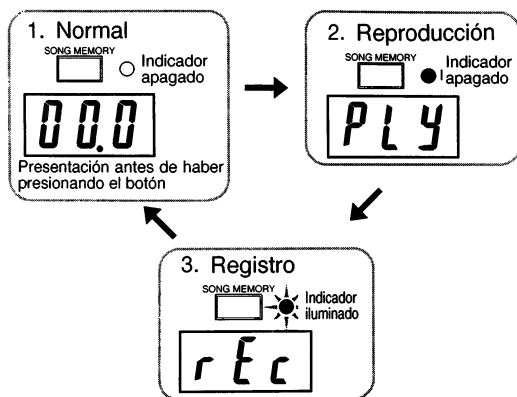 1. Normal
SONG MEMORY
Indicador
apagado
00.0
Presentación antes de haber
presionando el botón
2. Reproducción
SONG MEMORY
Indicador
apagado
PLY
3. Registro
SONG MEMORY
Indicador
iluminado
rEc